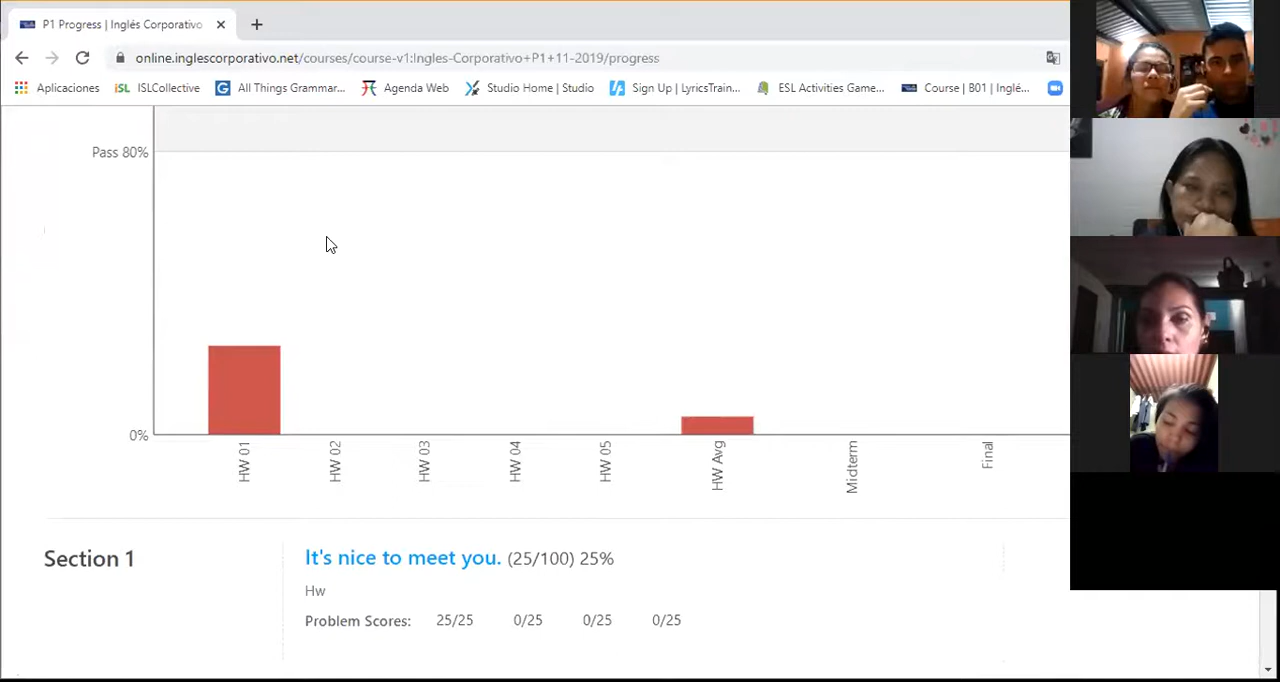 P1 Progress | Inglés Corporativo
online.inglescorporativo.net/courses/course-v1:Ingles-Corporativo+P1+11-2019/progress
Aplicaciones iSL ISLCollective All Things Grammar... Agenda Web Studio Home | Studio Sign Up | LyricsTrain... ESL Activities Game... Course | B01 | Inglé...
Pass 80%
0%
HW 01
HW 02
HW 03
HW 04
HW 05
HW Avg
Midterm
Final
Section 1
It's nice to meet you. (25/100) 25%
Hw
Problem Scores: 25/25 0/25 0/25 0/25